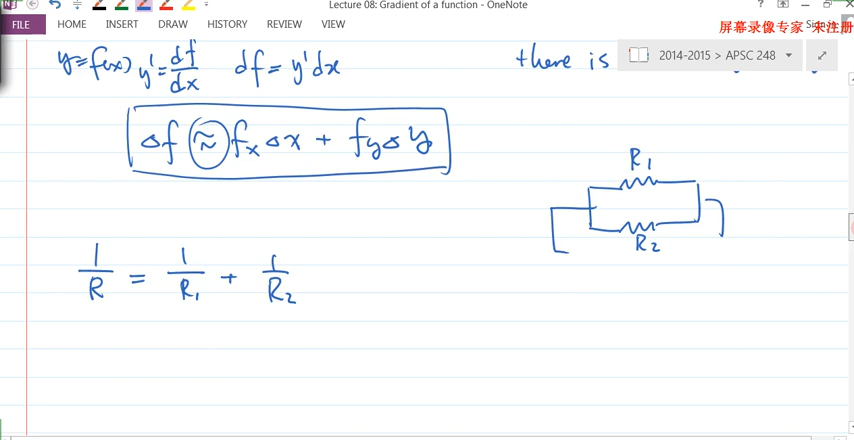 Lecture 08: Gradient of a function - OneNote
FILE HOME INSERT DRAW HISTORY REVIEW VIEW
屏幕录像专家 未注册
y=f(x) y'=df/dx df=y'dx there is
2014-2015 > APSC 248
Δf ≈ fxΔx + fyΔy
R1
R2
1/R = 1/R1 + 1/R2